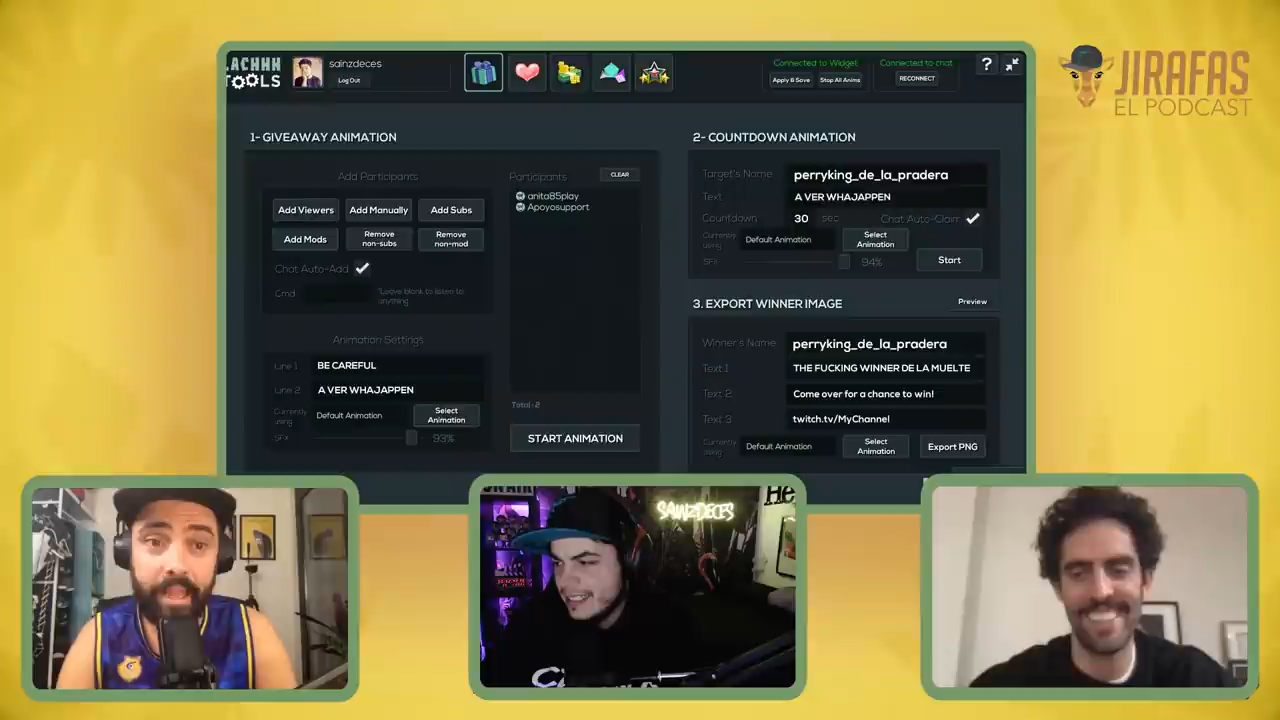 LACHHH
TOOLS
sainzdeces
Log Out
Connected to Widget
Apply & Save
Stop All Anims
Connected to chat
RECONNECT
?
JIRAFAS
EL PODCAST
1- GIVEAWAY ANIMATION
Add Participants
Add Viewers
Add Manually
Add Subs
Add Mods
Remove
non-subs
Remove
non-mod
Chat Auto-Add
Cmd
*Leave blank to listen to
anything
Participants
CLEAR
anita85play
Apoyosupport
Total : 2
START ANIMATION
Animation Settings
Line 1
BE CAREFUL
Line 2
A VER WHAJAPPEN
Currently
using
Default Animation
Select
Animation
SFX
93%
2- COUNTDOWN ANIMATION
Target's Name
perryking_de_la_pradera
Text
A VER WHAJAPPEN
Countdown
30
sec
Chat Auto-Claim
Currently
using
Default Animation
Select
Animation
SFX
94%
Start
3. EXPORT WINNER IMAGE
Preview
Winner's Name
perryking_de_la_pradera
Text 1
THE FUCKING WINNER DE LA MUELTE
Text 2
Come over for a chance to win!
Text 3
twitch.tv/MyChannel
Currently
using
Default Animation
Select
Animation
Export PNG
SAINZDECES